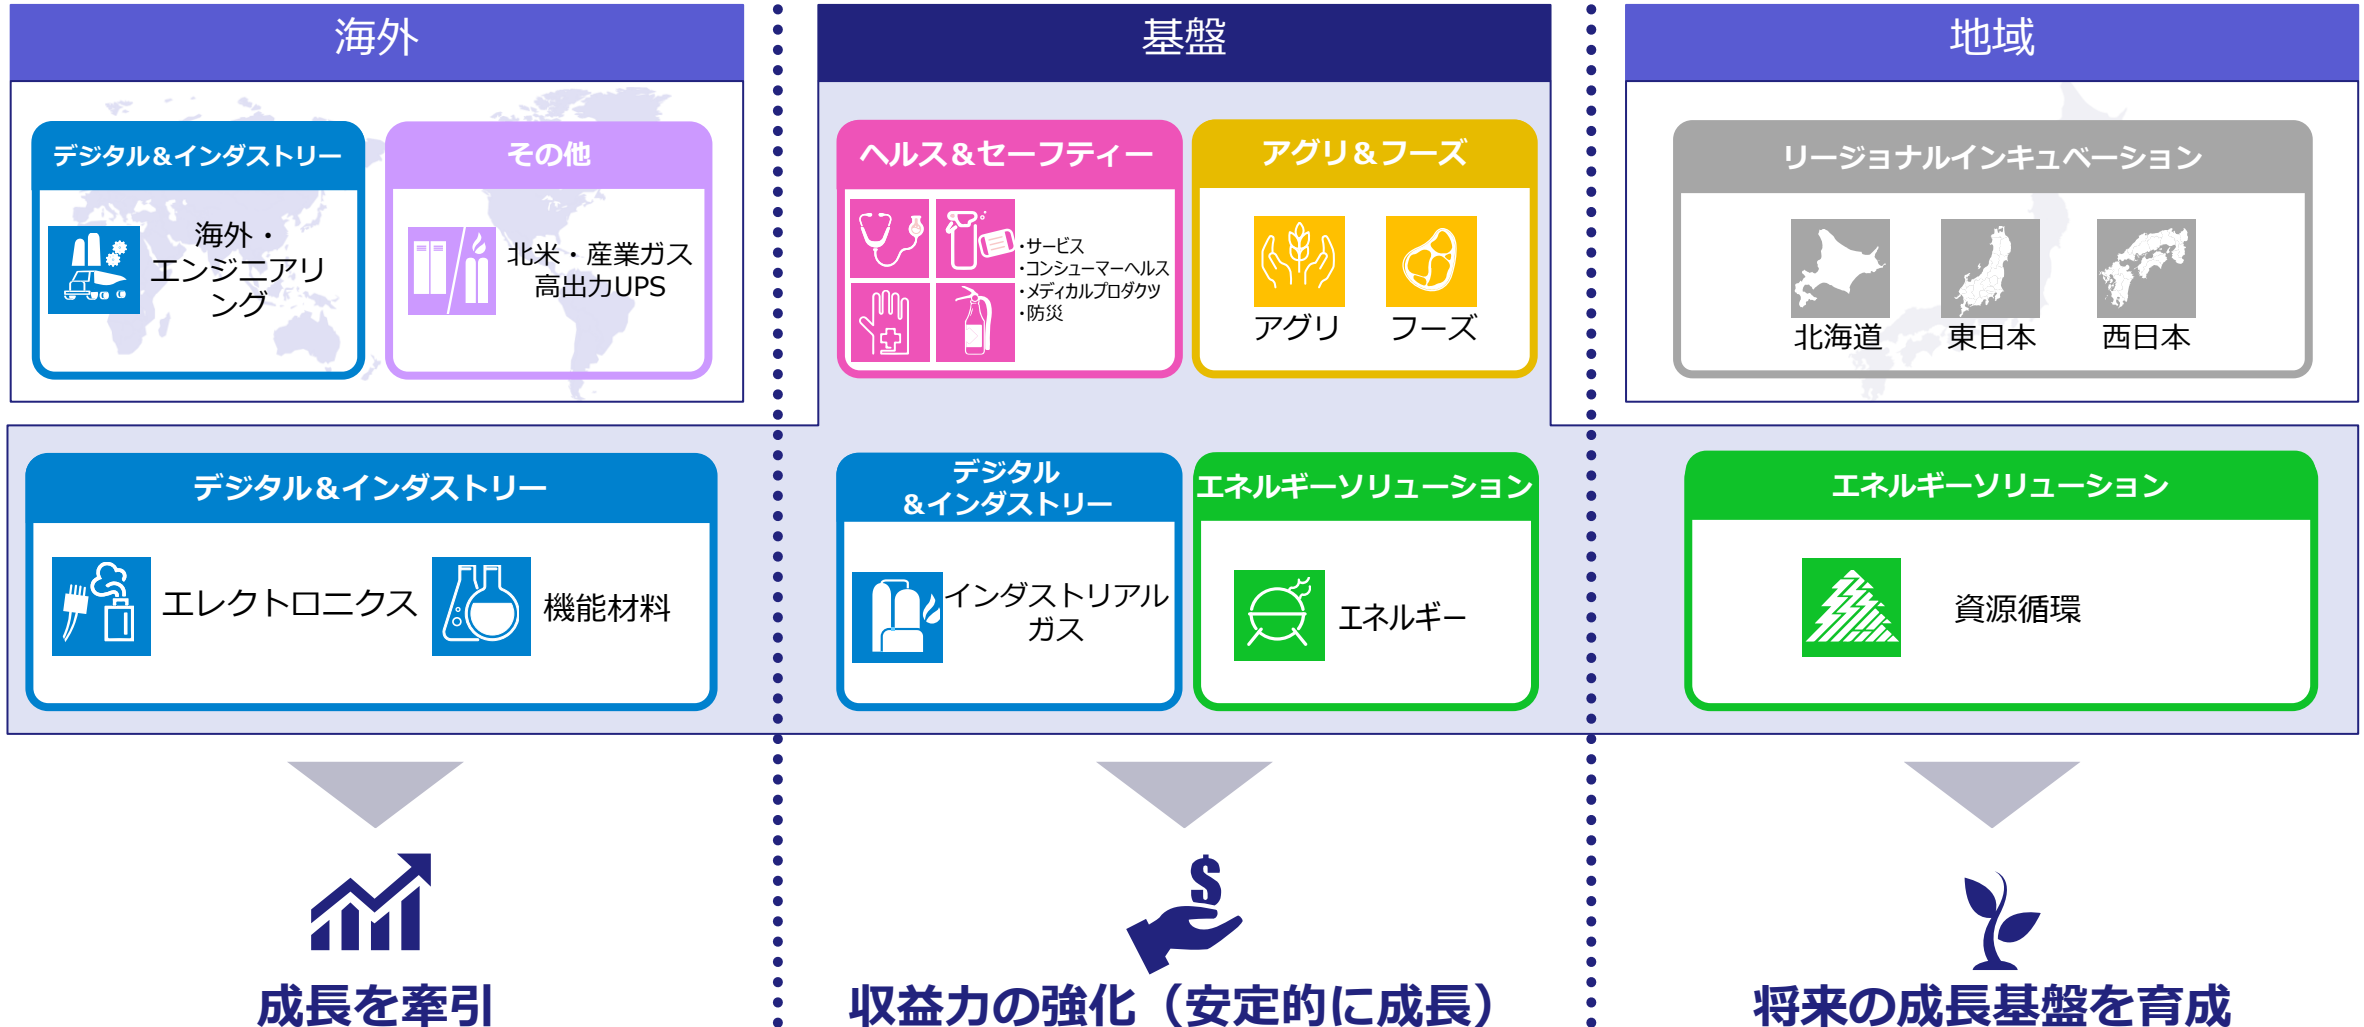 海外
デジタル&インダストリー
海外・
エンジニアリ
ング
その他
北米・産業ガス
高出力UPS
基盤
ヘルス&セーフティー
・サービス
・コンシューマーヘルス
・メディカルプロダクツ
・防災
アグリ&フーズ
アグリ
フーズ
地域
リージョナルインキュベーション
北海道
東日本
西日本
デジタル&インダストリー
エレクトロニクス
機能材料
デジタル
&インダストリー
インダストリアル
ガス
エネルギーソリューション
エネルギー
エネルギーソリューション
資源循環
成長を牽引
収益力の強化（安定的に成長）
将来の成長基盤を育成